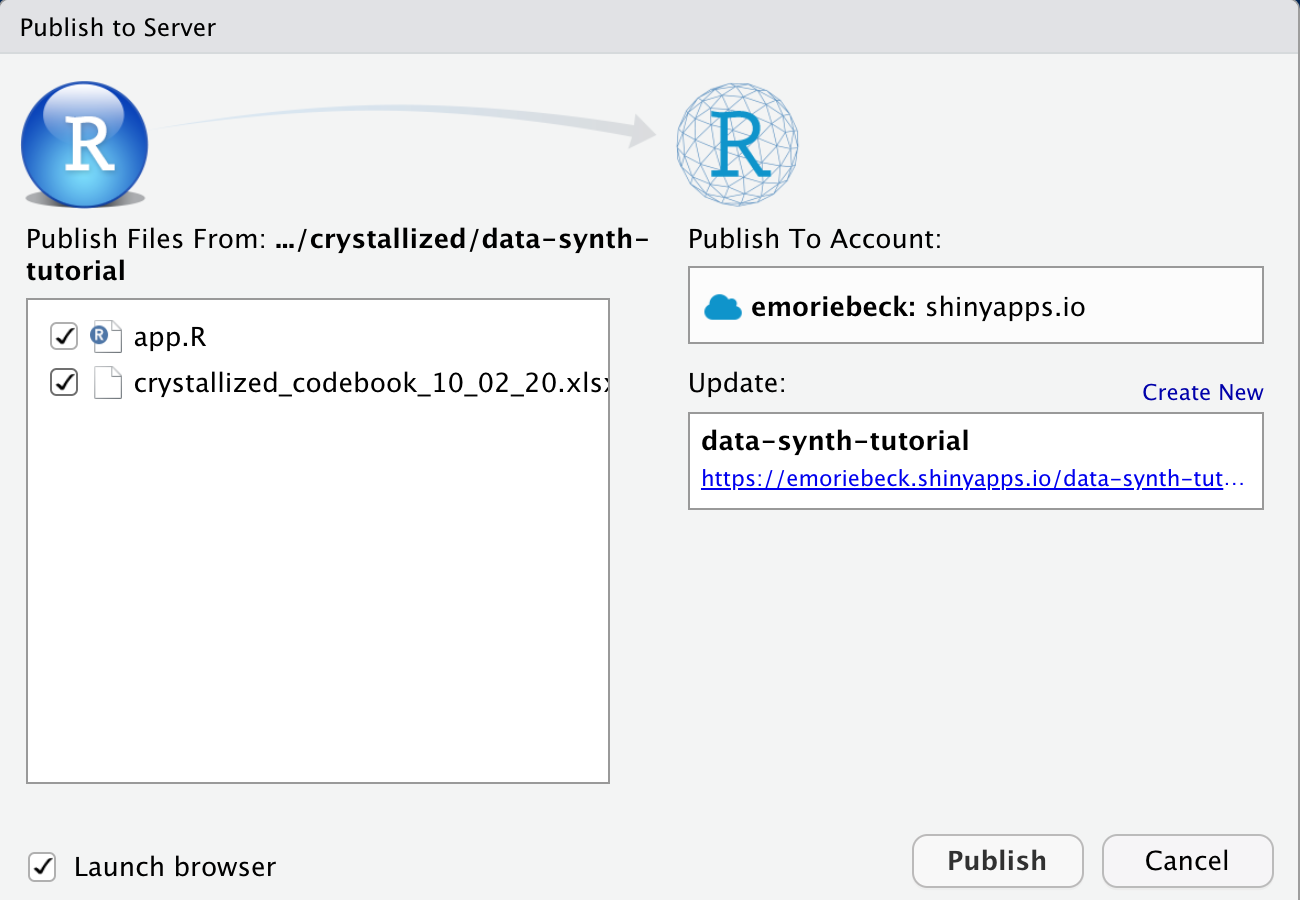 Publish to Server
R
R
Publish Files From: .../crystallized/data-synth-
tutorial
R
app.R
crystallized_codebook_10_02_20.xls
Publish To Account:
emoriebeck: shinyapps.io
Update:
Create New
data-synth-tutorial
https://emoriebeck.shinyapps.io/data-synth-tut...
Launch browser
Publish
Cancel